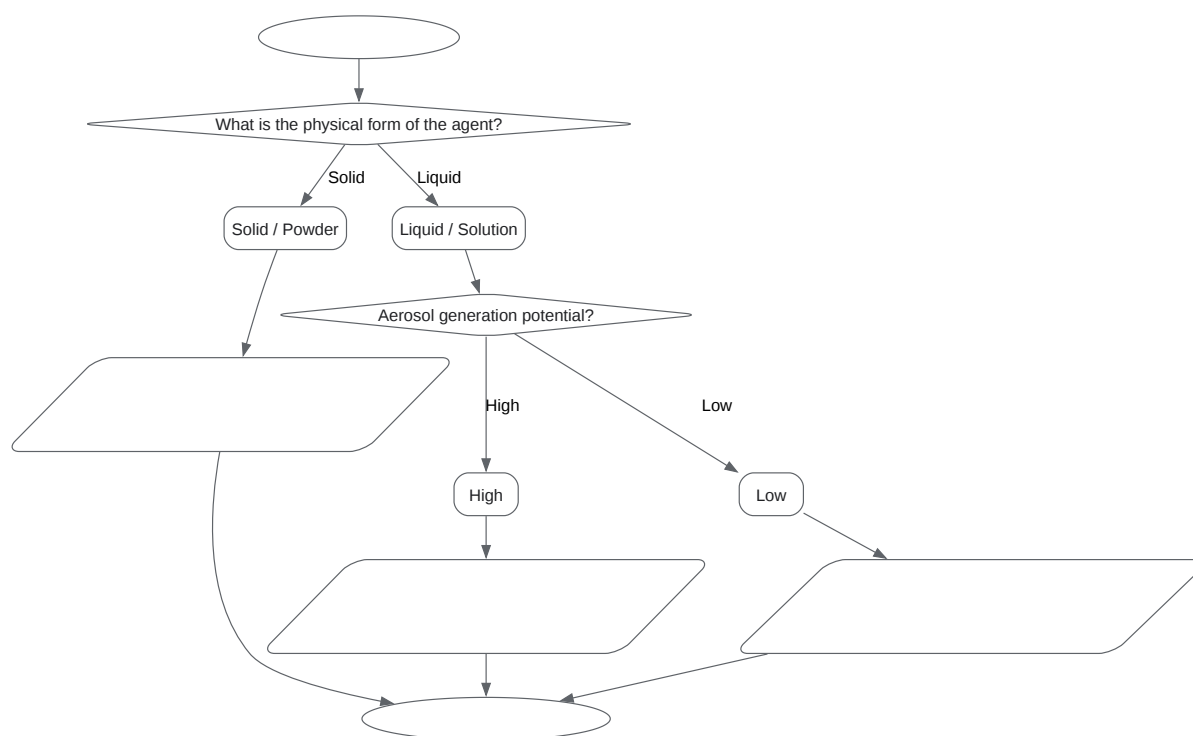 What is the physical form of the agent?
Solid
Liquid
Solid / Powder
Liquid / Solution
Aerosol generation potential?
High
Low
High
Low